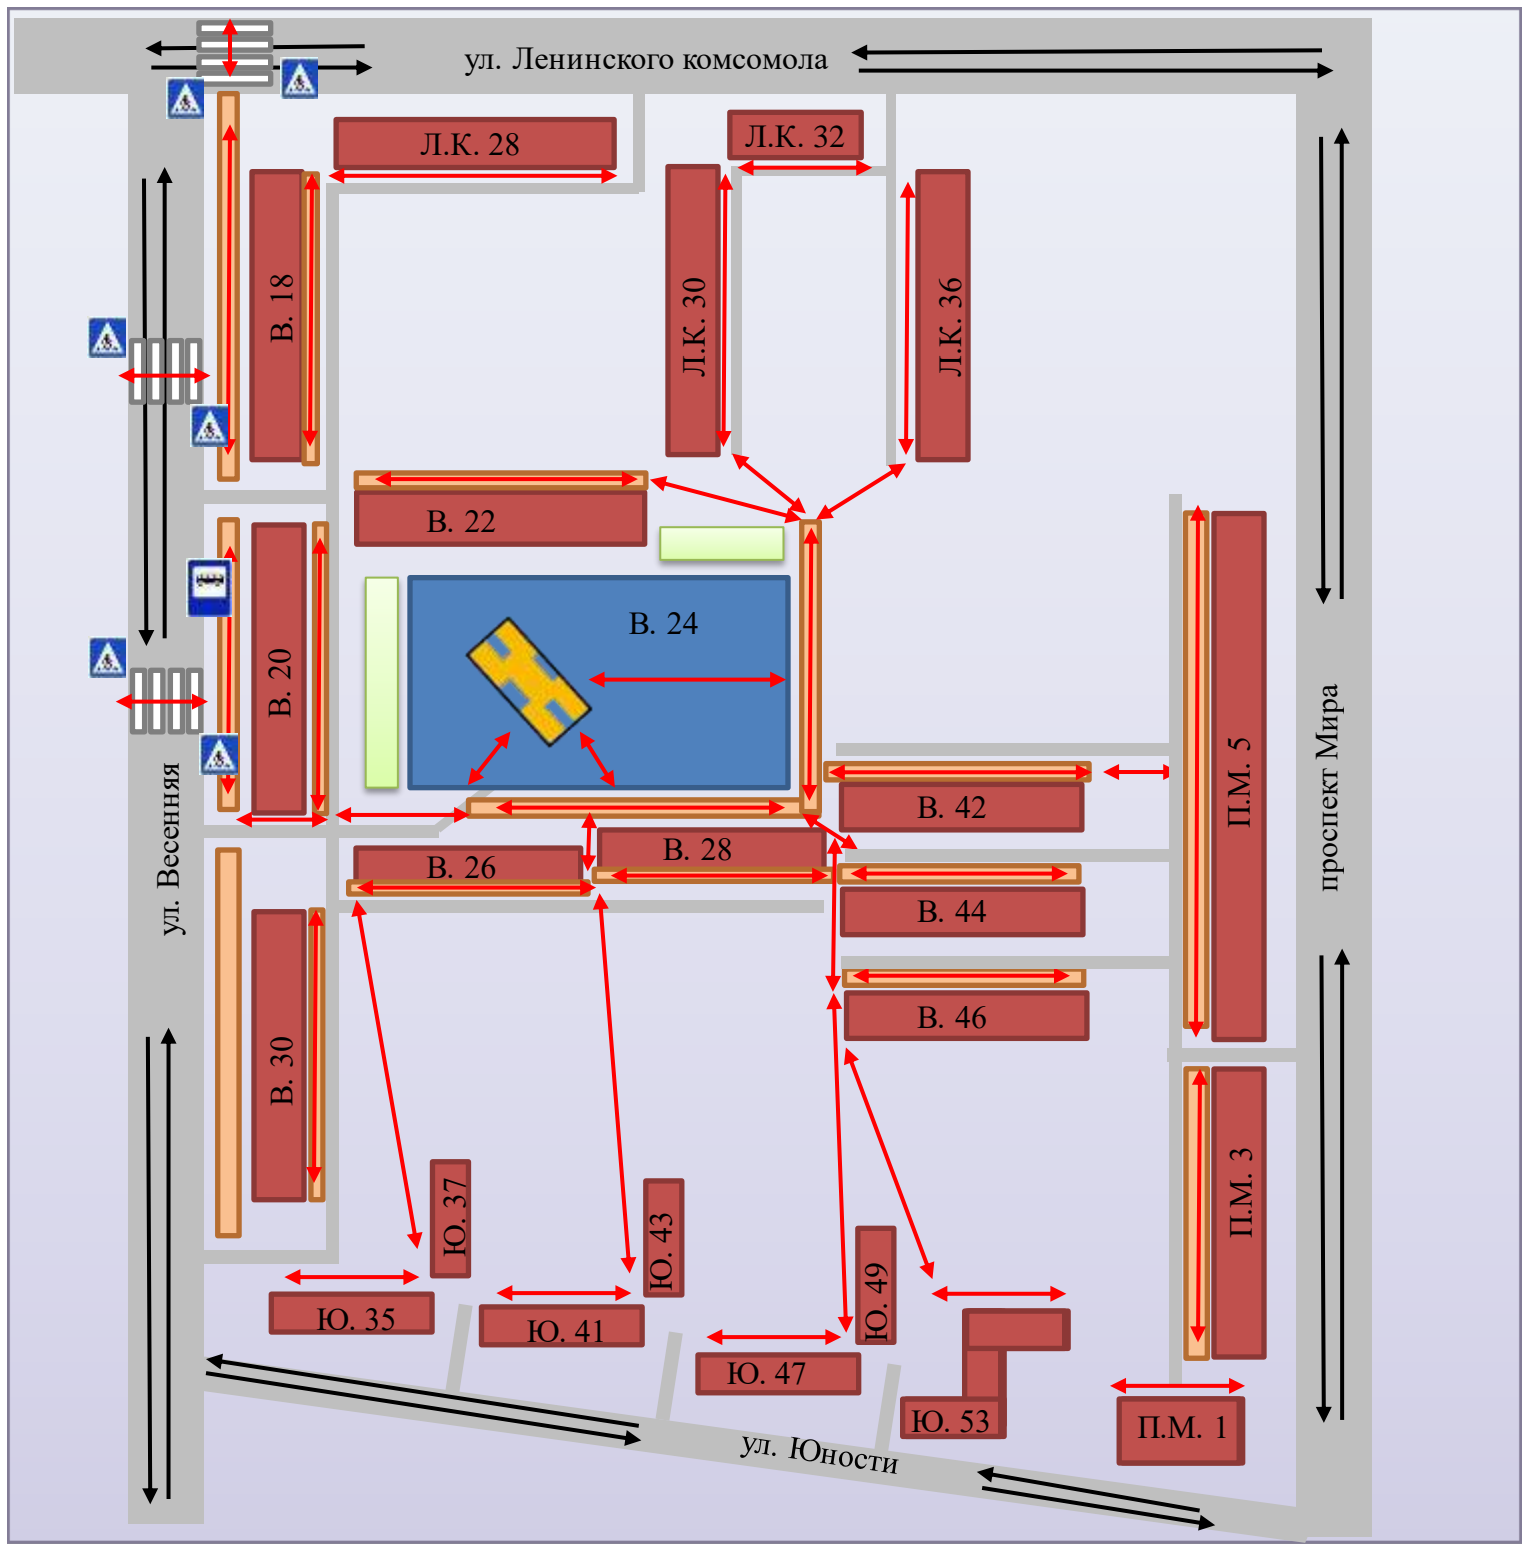 ул. Ленинского комсомола
Л.К. 28
Л.К. 32
В. 18
Л.К. 30
Л.К. 36
В. 22
В. 24
В. 20
ул. Весенняя
В. 42
П.М. 5
проспект Мира
В. 28
В. 26
В. 44
В. 46
В. 30
Ю. 37
Ю. 43
П.М. 3
Ю. 49
Ю. 35
Ю. 41
Ю. 47
Ю. 53
П.М. 1
ул. Юности